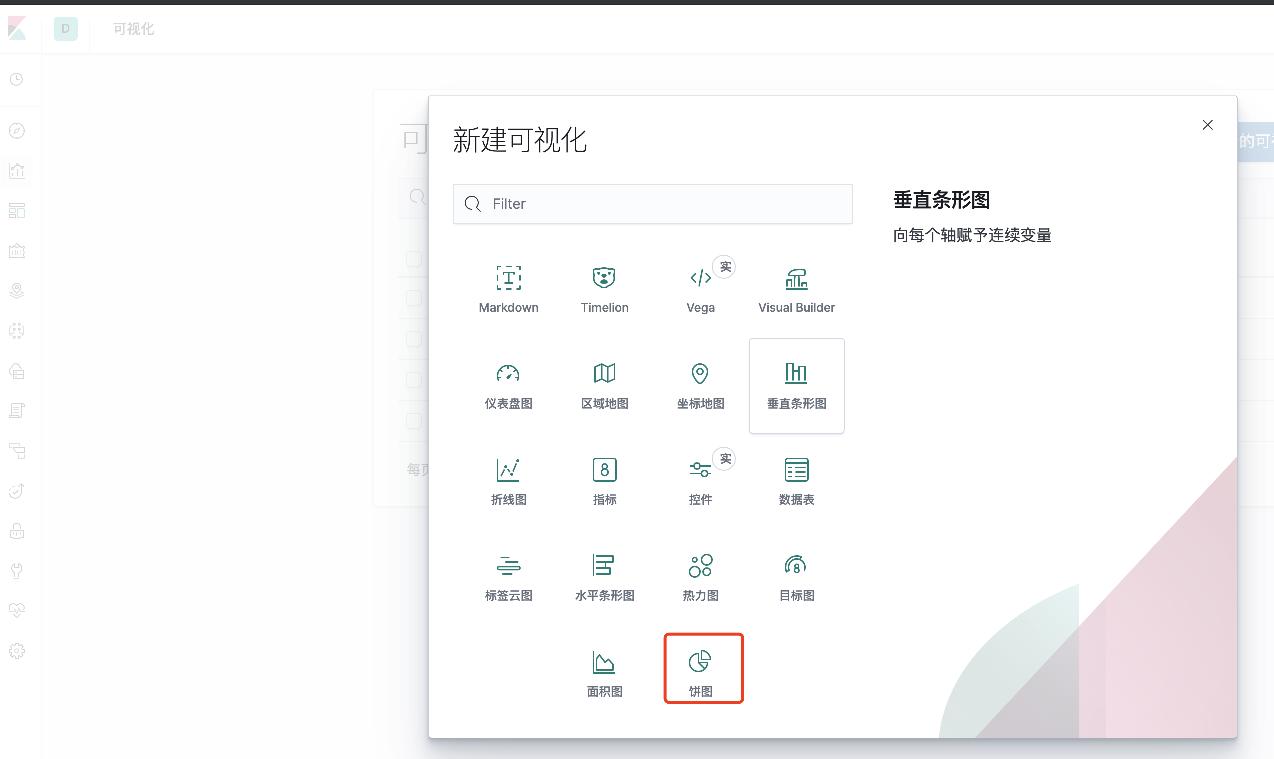 D 可视化
可
的可
新建可视化
Filter
垂直条形图
向每个轴赋予连续变量
实
Markdown Timelion Vega Visual Builder
仪表盘图 区域地图 坐标地图 垂直条形图
实
8
折线图 指标 控件 数据表
8
标签云图 水平条形图 热力图 目标图
面积图 饼图
每页